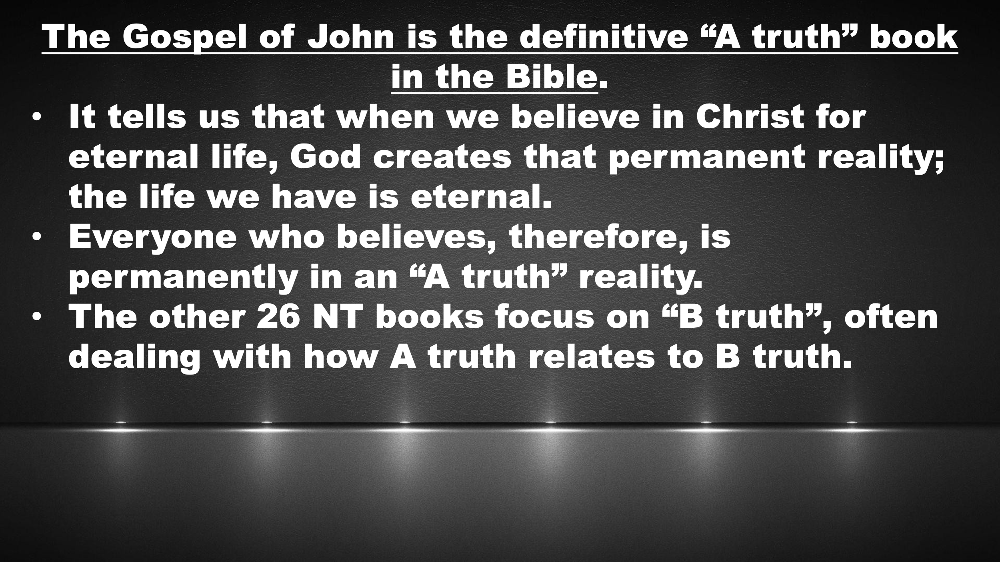 The Gospel of John is the definitive “A truth” book
in the Bible.
• It tells us that when we believe in Christ for
eternal life, God creates that permanent reality;
the life we have is eternal.
• Everyone who believes, therefore, is
permanently in an “A truth” reality.
• The other 26 NT books focus on “B truth”, often
dealing with how A truth relates to B truth.